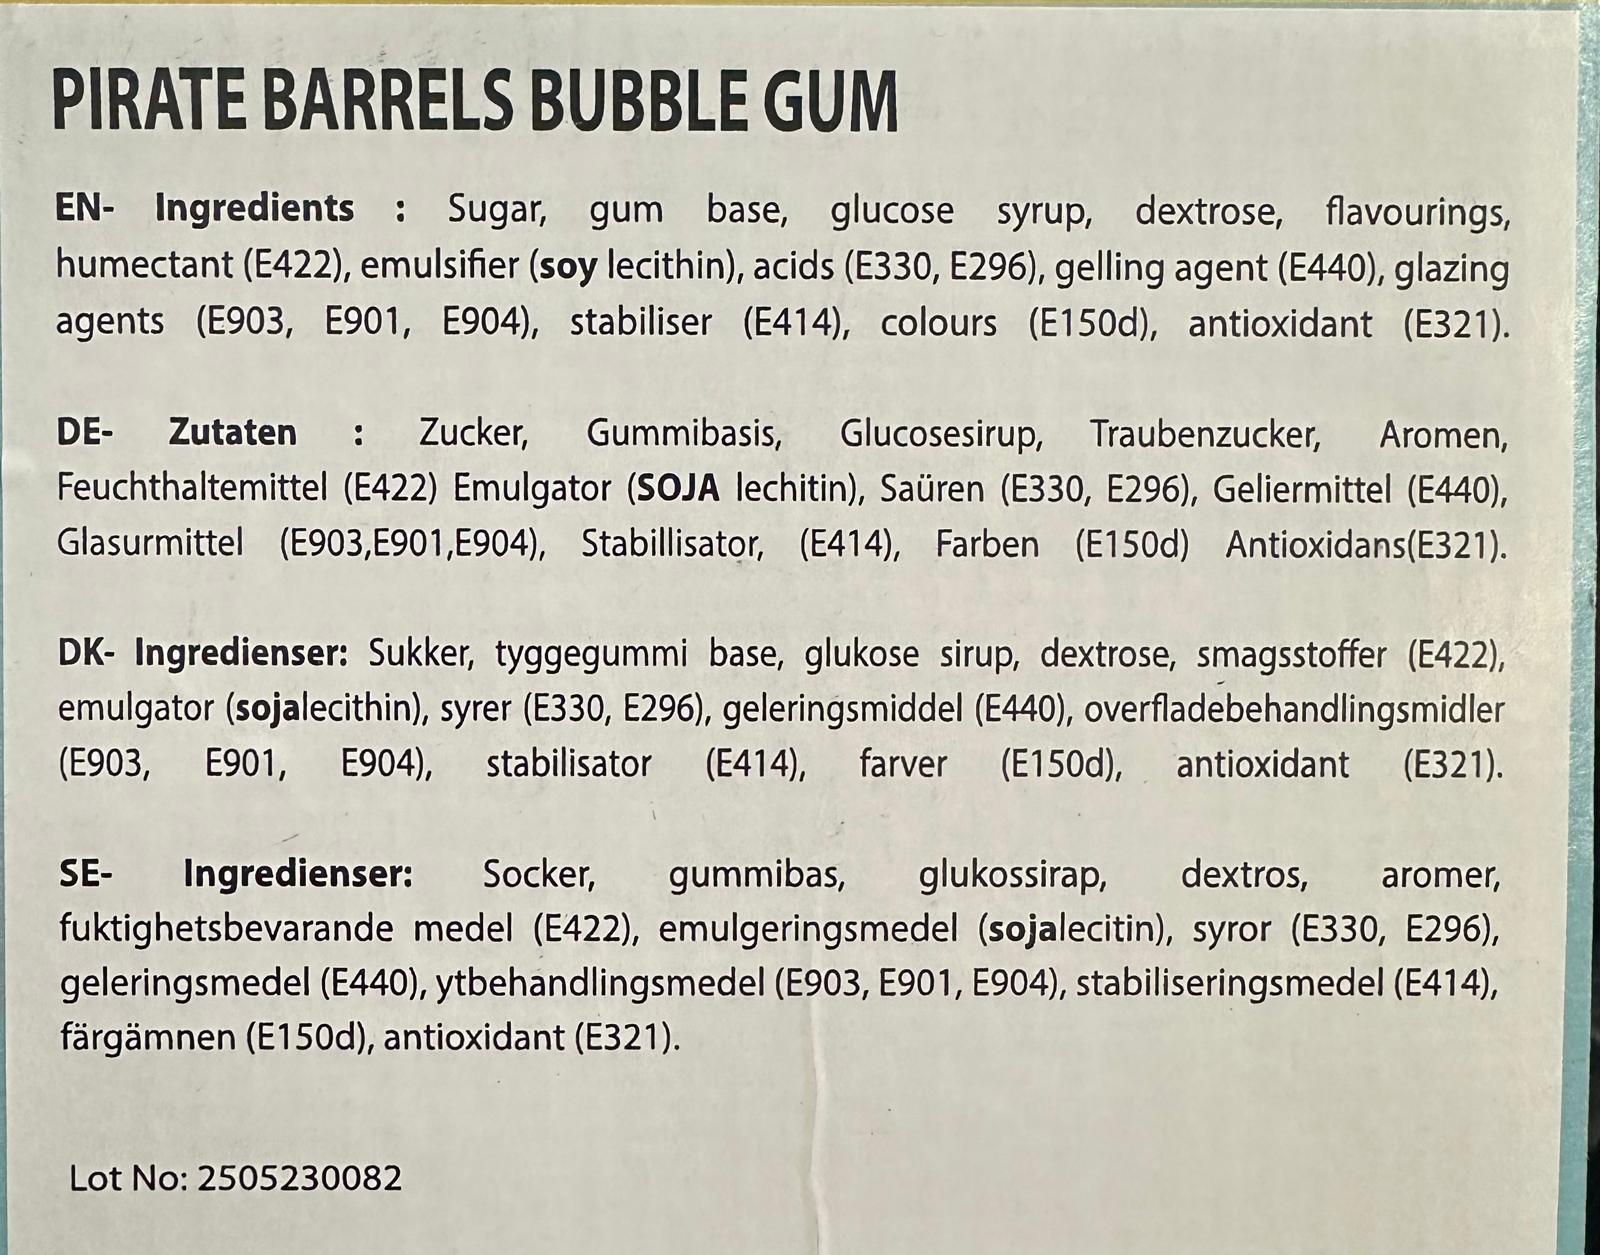 PIRATE BARRELS BUBBLE GUM
EN- Ingredients : Sugar, gum base, glucose syrup, dextrose, flavourings,
humectant (E422), emulsifier (soy lecithin), acids (E330, E296), gelling agent (E440), glazing
agents (E903, E901, E904), stabiliser (E414), colours (E150d), antioxidant (E321).
DE- Zutaten : Zucker, Gummibasis, Glucosesirup, Traubenzucker, Aromen,
Feuchthaltemittel (E422) Emulgator (SOJA lechitin), Saüren (E330, E296), Geliermittel (E440),
Glasurmittel (E903,E901,E904), Stabillisator, (E414), Farben (E150d) Antioxidans(E321).
DK- Ingredienser: Sukker, tyggegummi base, glukose sirup, dextrose, smagsstoffer (E422),
emulgator (sojalecithin), syrer (E330, E296), geleringsmiddel (E440), overfladebehandlingsmidler
(E903, E901, E904), stabilisator (E414), farver (E150d), antioxidant (E321).
SE- Ingredienser: Socker, gummibas, glukossirap, dextros, aromer,
fuktighetsbevarande medel (E422), emulgeringsmedel (sojalecitin), syror (E330, E296),
geleringsmedel (E440), ytbehandlingsmedel (E903, E901, E904), stabiliseringsmedel (E414),
färgämnen (E150d), antioxidant (E321).
Lot No: 2505230082